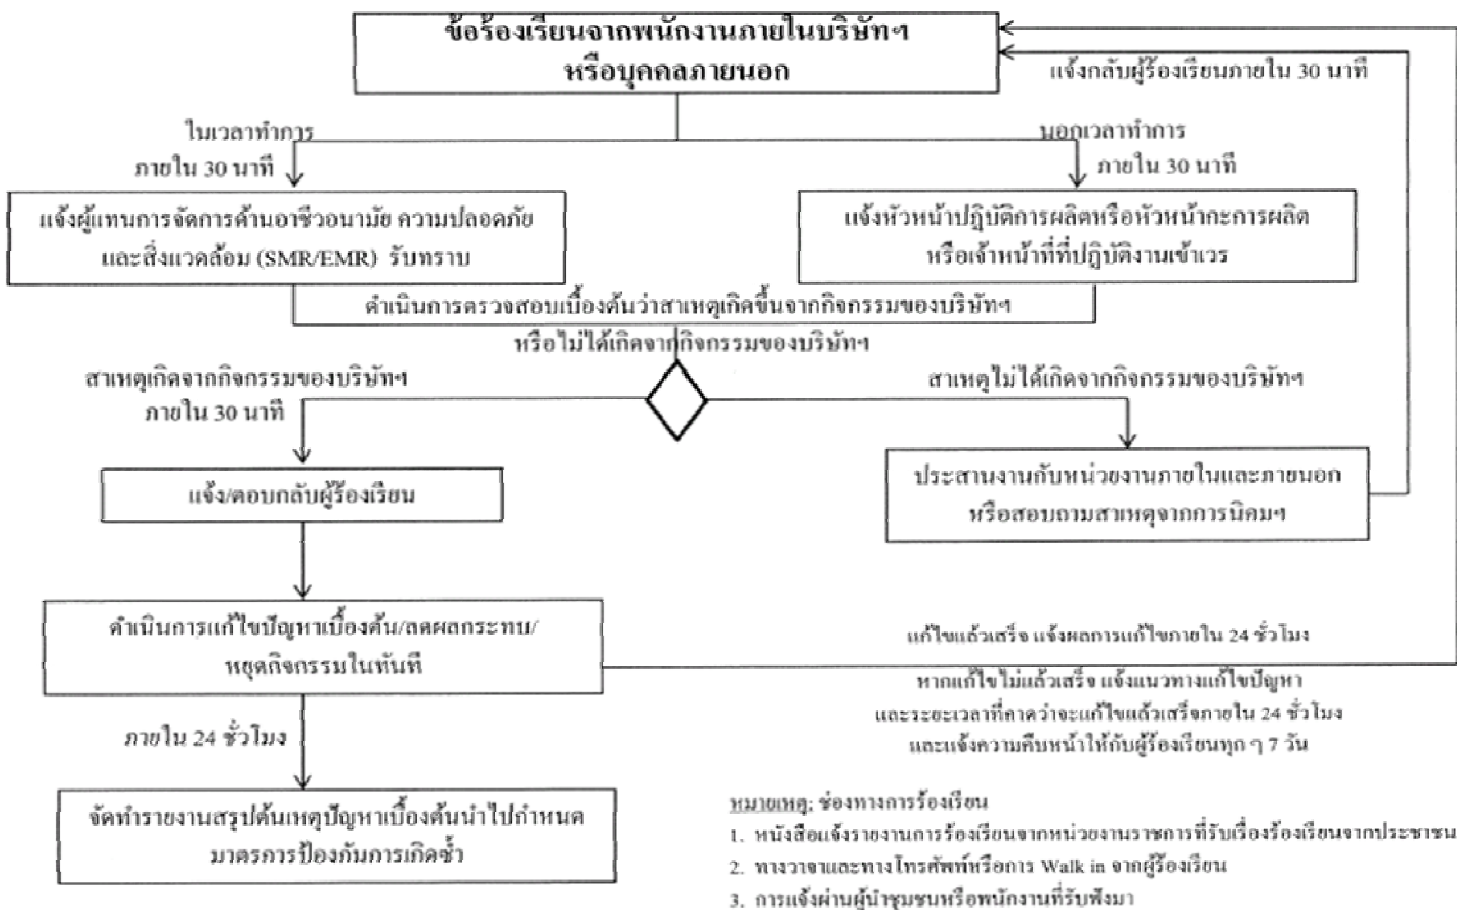 ข้อร้องเรียนจากพนักงานภายในบริษัทฯ
หรือบุคคลภายนอก
แจ้งกลับผู้ร้องเรียนภายใน 30 นาที
ในเวลาทำการ
ภายใน 30 นาที
นอกเวลาทำการ
ภายใน 30 นาที
แจ้งผู้แทนการจัดการด้านอาชีวอนามัย ความปลอดภัย
และสิ่งแวดล้อม (SMR/EMR) รับทราบ
แจ้งหัวหน้าปฏิบัติการผลิตหรือหัวหน้ากะการผลิต
หรือเจ้าหน้าที่ที่ปฏิบัติงานเข้าเวร
ดำเนินการตรวจสอบเบื้องต้นว่าสาเหตุเกิดขึ้นจากกิจกรรมของบริษัทฯ
หรือไม่ได้เกิดจากกิจกรรมของบริษัทฯ
สาเหตุเกิดจากกิจกรรมของบริษัทฯ
ภายใน 30 นาที
สาเหตุไม่ได้เกิดจากกิจกรรมของบริษัทฯ
แจ้ง/ตอบกลับผู้ร้องเรียน
ประสานงานกับหน่วยงานภายในและภายนอก
หรือสอบถามสาเหตุจากการนิคมฯ
ดำเนินการแก้ไขปัญหาเบื้องต้น/ลดผลกระทบ/
หยุดกิจกรรมในทันที
แก้ไขแล้วเสร็จ แจ้งผลการแก้ไขภายใน 24 ชั่วโมง
หากแก้ไขไม่แล้วเสร็จ แจ้งแนวทางแก้ไขปัญหา
และระยะเวลาที่คาดว่าจะแก้ไขแล้วเสร็จภายใน 24 ชั่วโมง
และแจ้งความคืบหน้าให้กับผู้ร้องเรียนทุก ๆ 7 วัน
ภายใน 24 ชั่วโมง
จัดทำรายงานสรุปต้นเหตุปัญหาเบื้องต้นนำไปกำหนด
มาตรการป้องกันการเกิดซ้ำ
หมายเหตุ: ช่องทางการร้องเรียน
1. หนังสือแจ้งรายงานการร้องเรียนจากหน่วยงานราชการที่รับเรื่องร้องเรียนจากประชาชน
2. ทางวาจาและทางโทรศัพท์หรือการ Walk in จากผู้ร้องเรียน
3. การแจ้งผ่านผู้นำชุมชนหรือพนักงานที่รับฟังมา